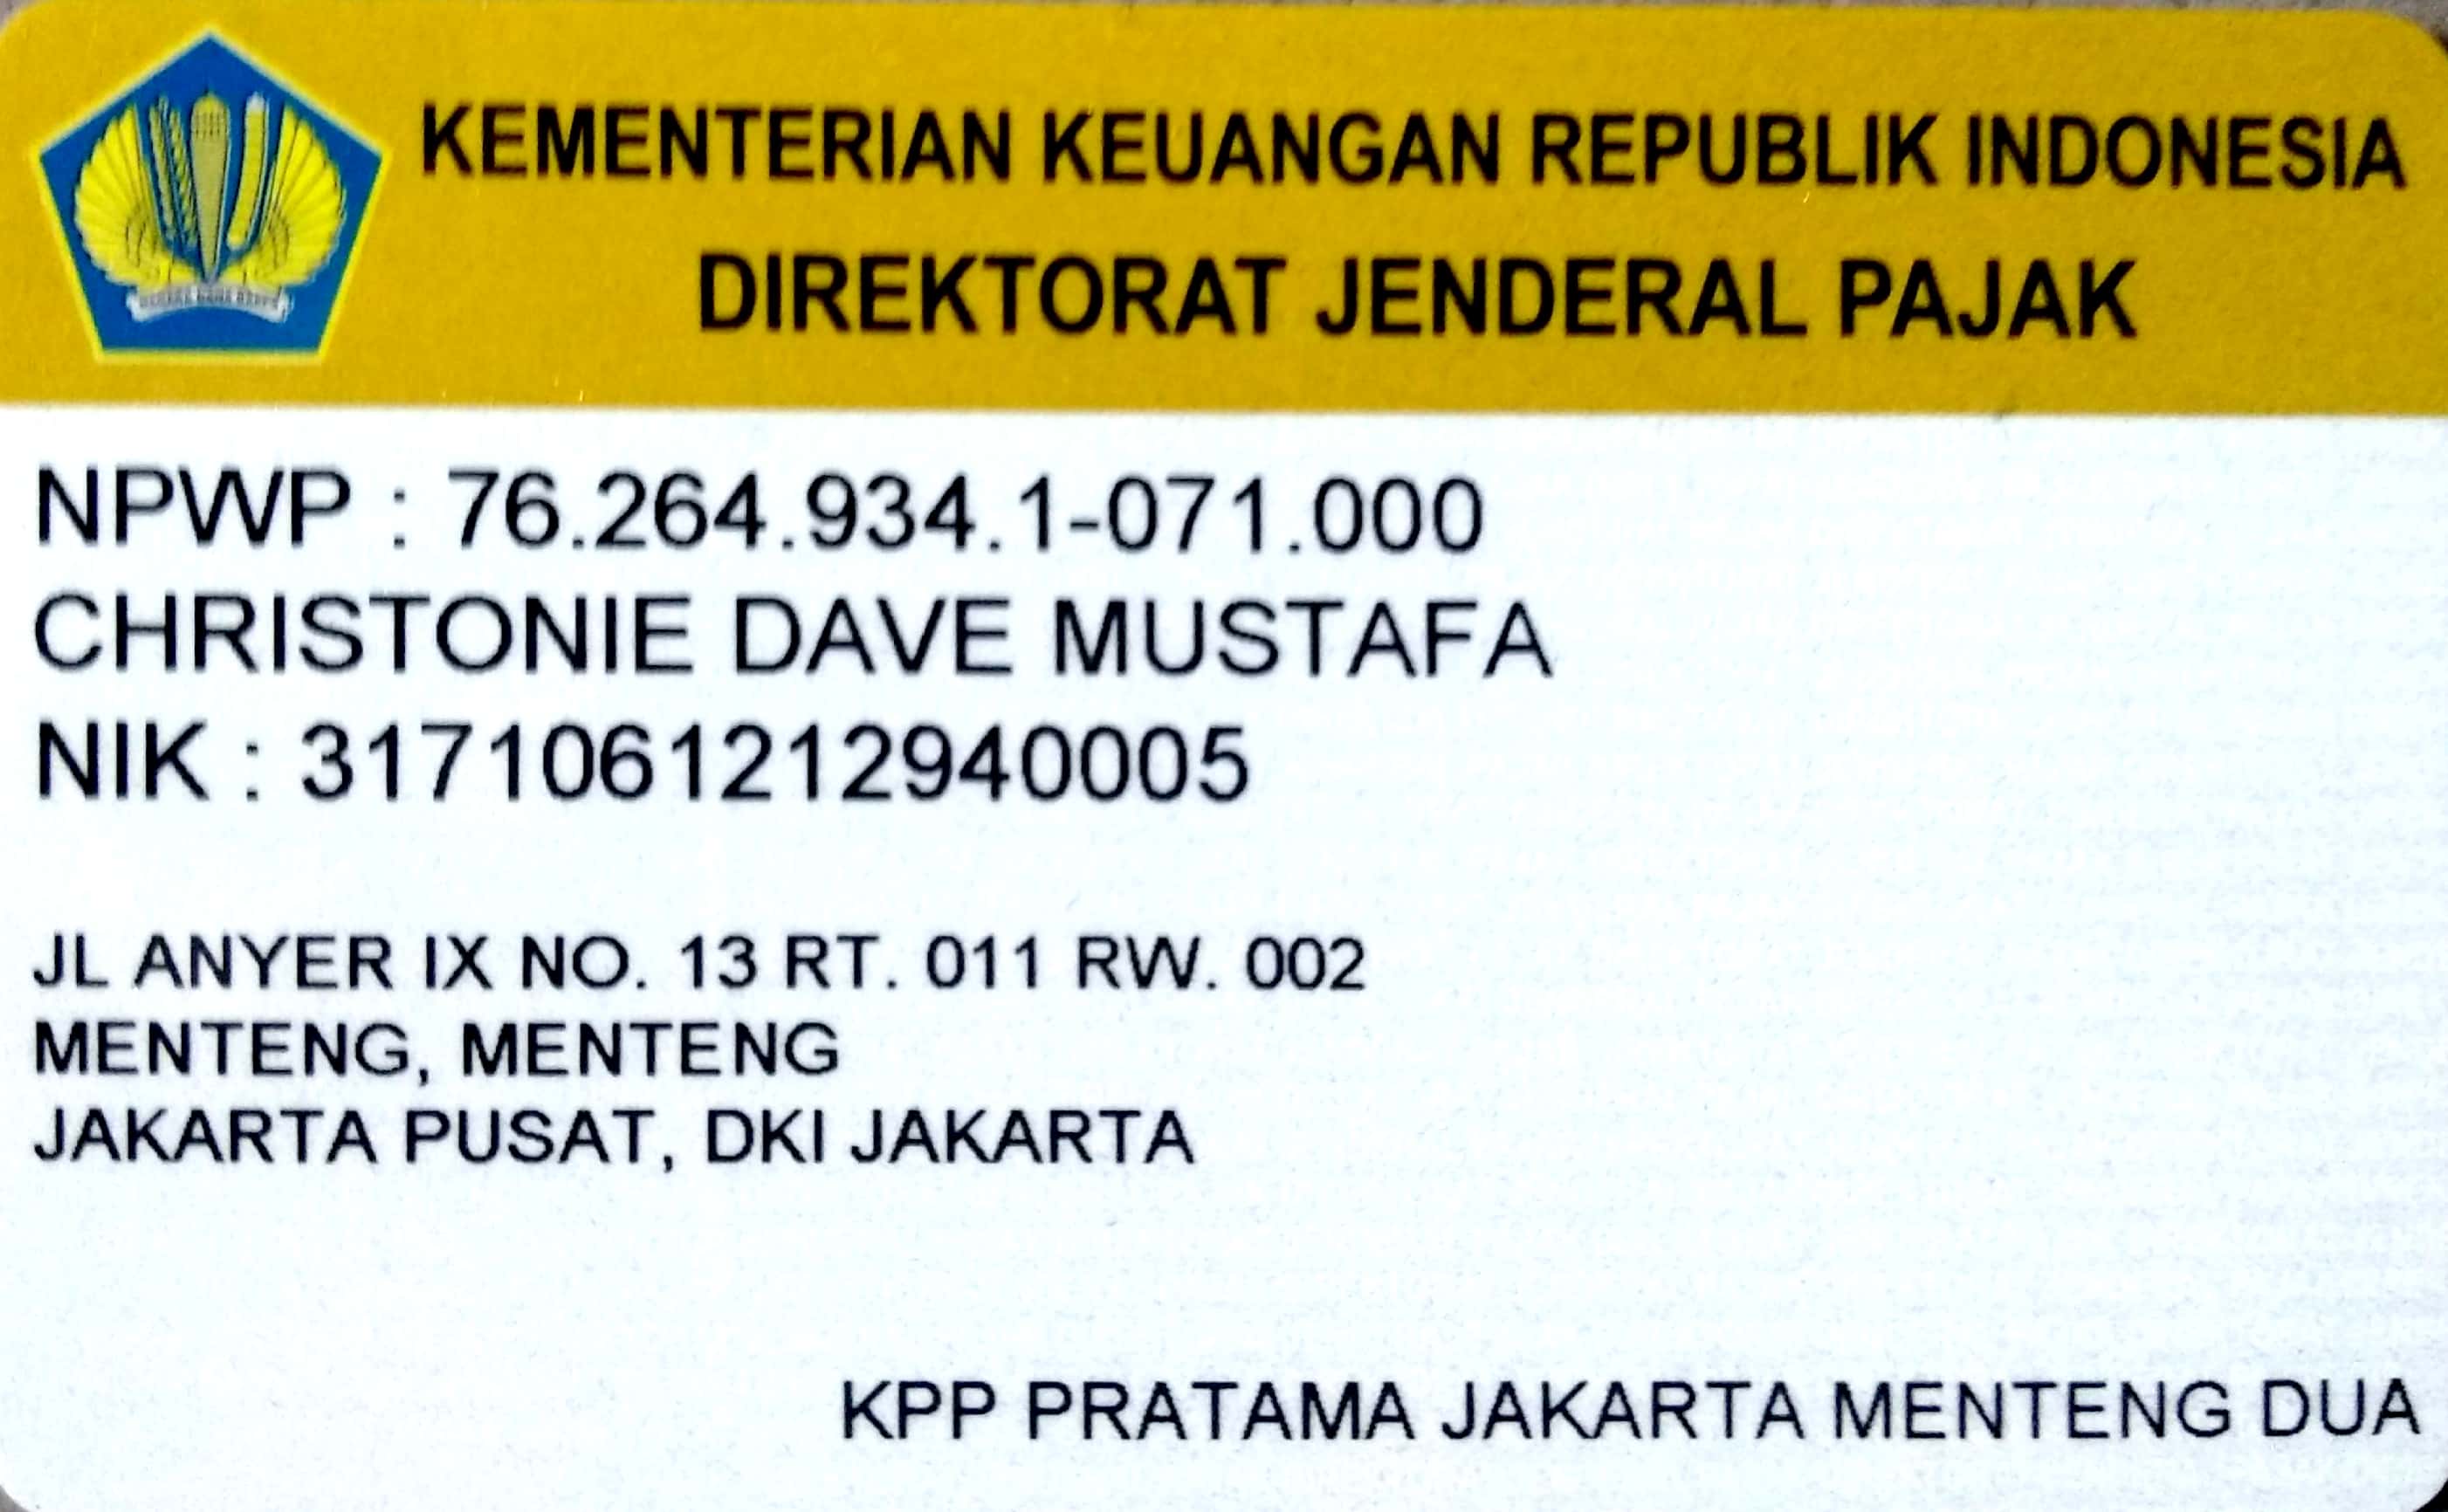 KEMENTERIAN KEUANGAN REPUBLIK INDONESIA
DIREKTORAT JENDERAL PAJAK
NPWP : 76.264.934.1-071.000
CHRISTONIE DAVE MUSTAFA
NIK : 3171061212940005
JL ANYER IX NO. 13 RT. 011 RW. 002
MENTENG, MENTENG
JAKARTA PUSAT, DKI JAKARTA
KPP PRATAMA JAKARTA MENTENG DUA